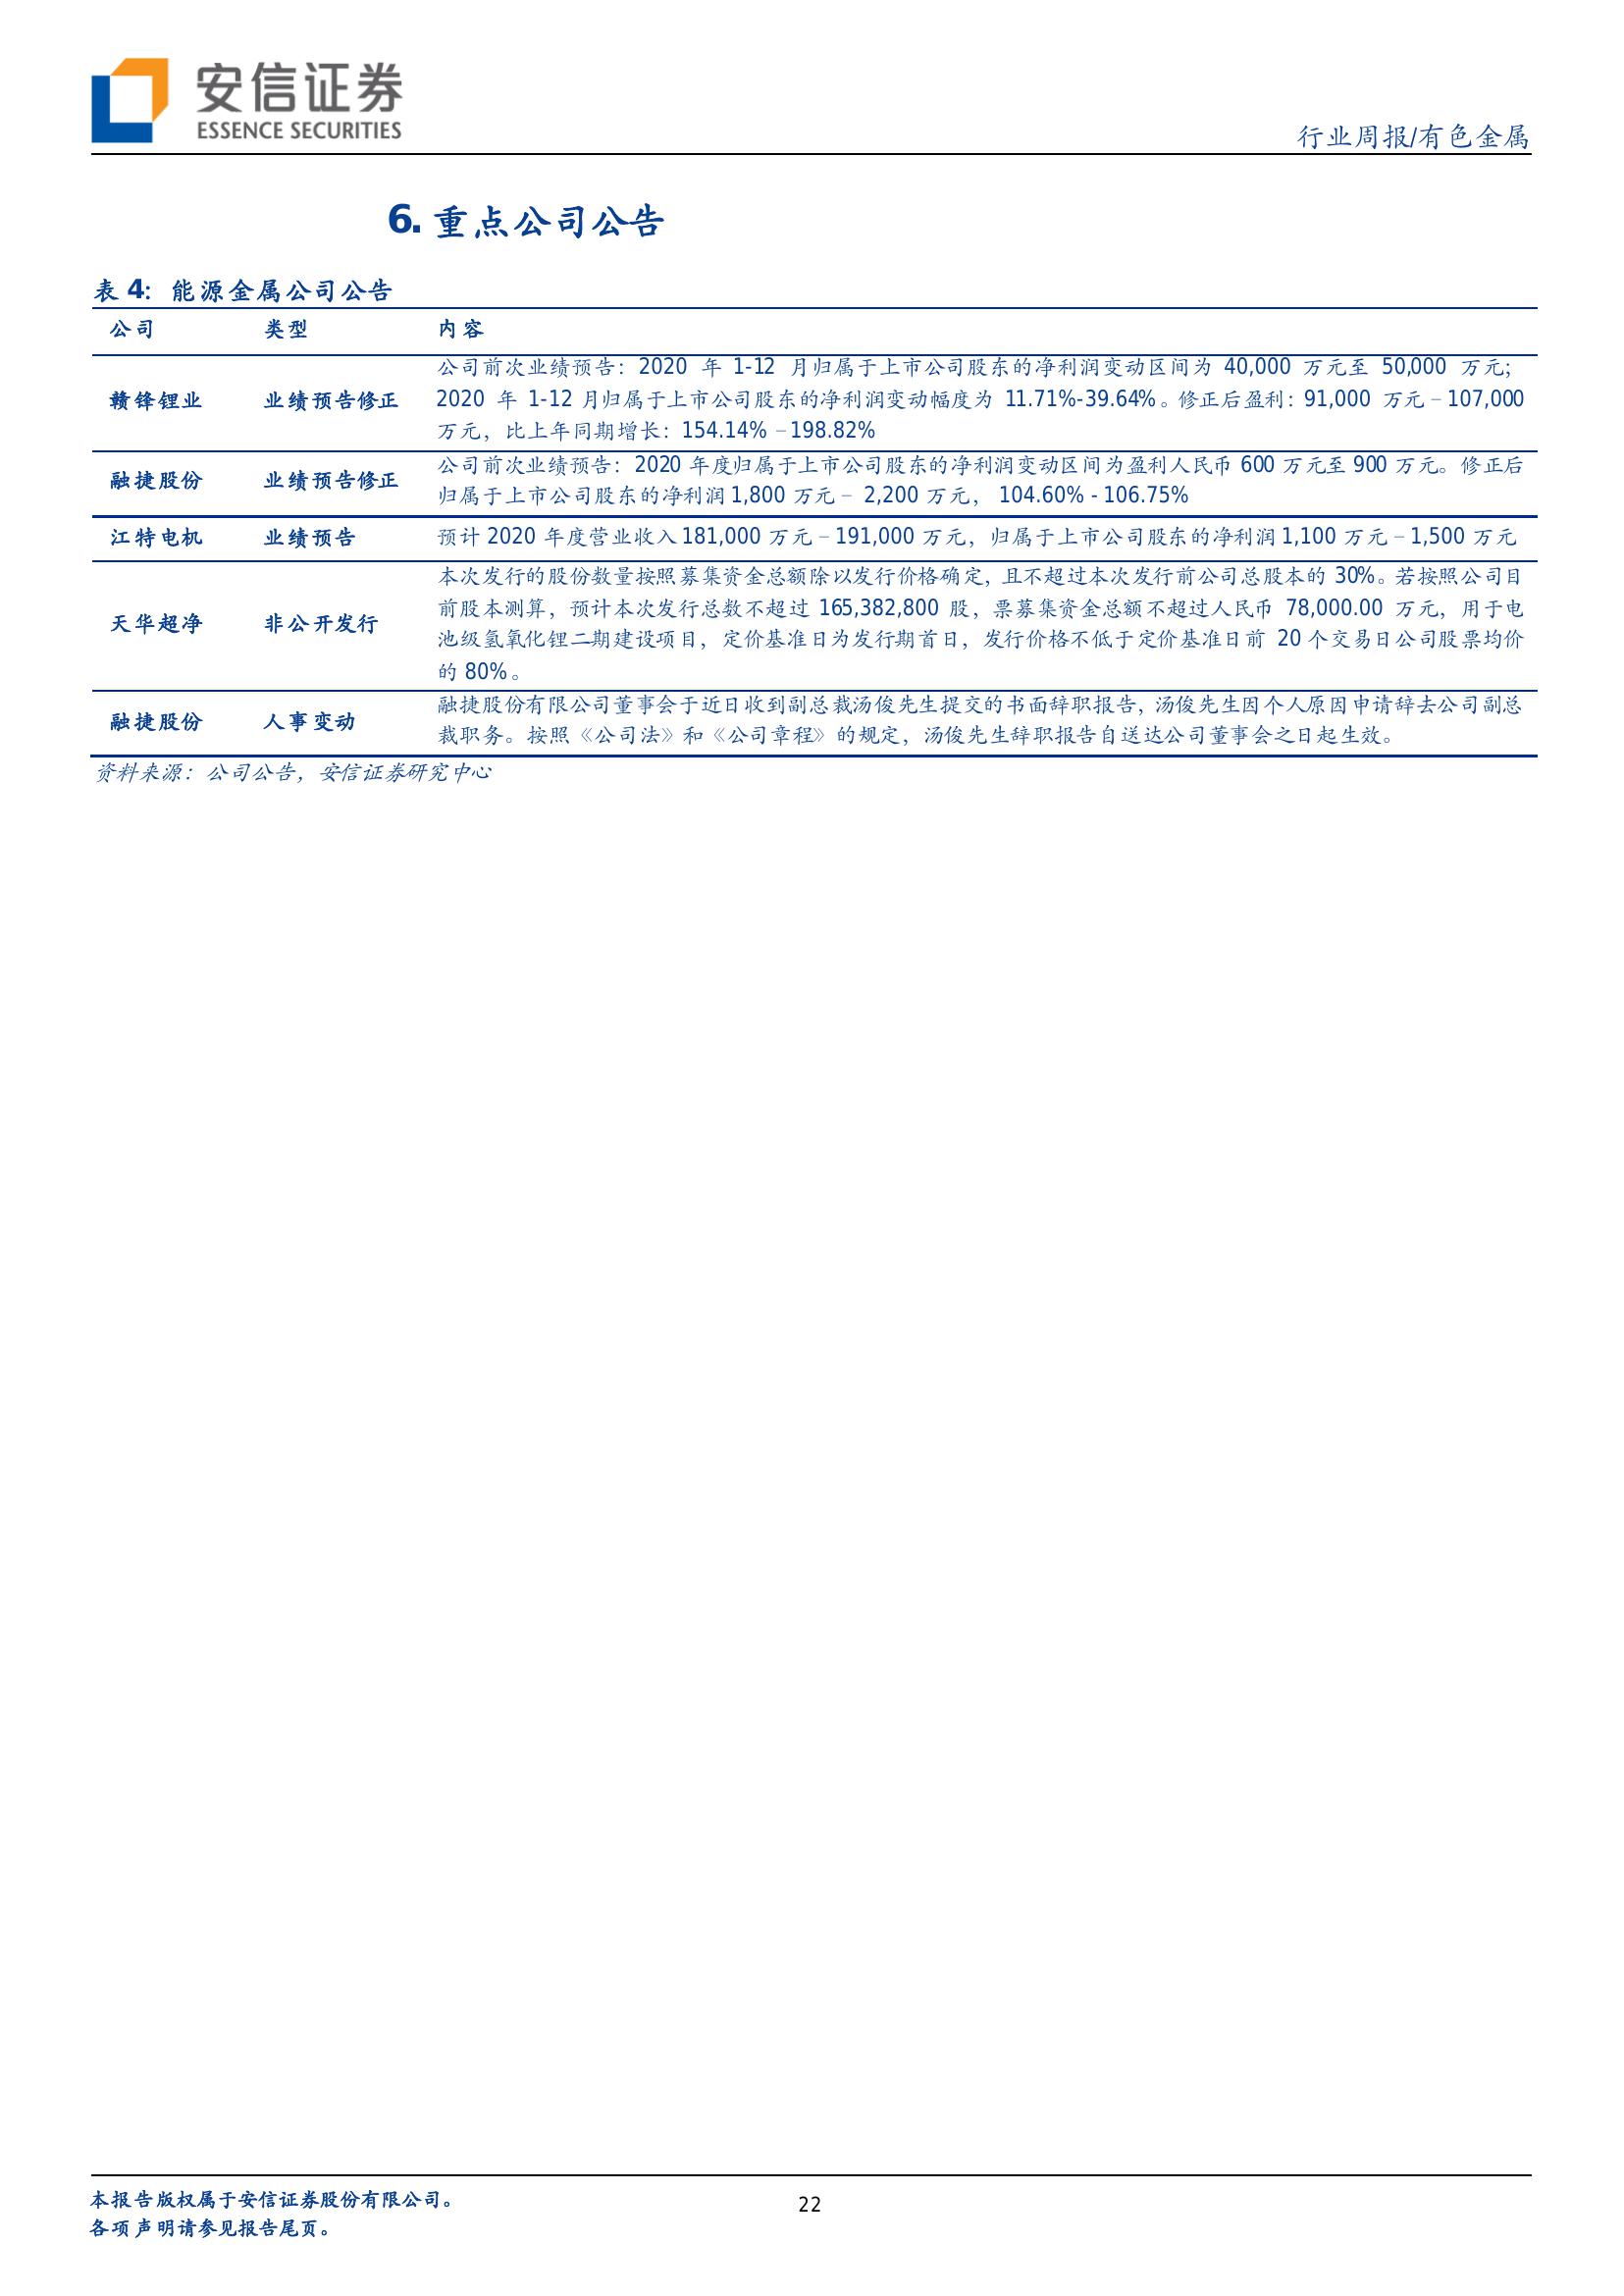 安信证券
ESSENCE SECURITIES
行业周报/有色金属
6. 重点公司公告
表 4: 能源金属公司公告
公司 类型 内容
公司前次业绩预告：2020 年 1-12 月归属于上市公司股东的净利润变动区间为 40,000 万元至 50,000 万元；
赣锋锂业 业绩预告修正 2020 年 1-12 月归属于上市公司股东的净利润变动幅度为 11.71%-39.64%。修正后盈利：91,000 万元–107,000
万元，比上年同期增长：154.14% –198.82%
融捷股份 业绩预告修正 公司前次业绩预告：2020 年度归属于上市公司股东的净利润变动区间为盈利人民币 600 万元至 900 万元。修正后
归属于上市公司股东的净利润 1,800 万元– 2,200 万元， 104.60% - 106.75%
江特电机 业绩预告 预计 2020 年度营业收入 181,000 万元–191,000 万元，归属于上市公司股东的净利润 1,100 万元–1,500 万元
本次发行的股份数量按照募集资金总额除以发行价格确定，且不超过本次发行前公司总股本的 30%。若按照公司目
天华超净 非公开发行 前股本测算，预计本次发行总数不超过 165,382,800 股，票募集资金总额不超过人民币 78,000.00 万元，用于电
池级氢氧化锂二期建设项目，定价基准日为发行期首日，发行价格不低于定价基准日前 20 个交易日公司股票均价
的 80%。
融捷股份 人事变动 融捷股份有限公司董事会于近日收到副总裁汤俊先生提交的书面辞职报告，汤俊先生因个人原因申请辞去公司副总
裁职务。按照《公司法》和《公司章程》的规定，汤俊先生辞职报告自送达公司董事会之日起生效。
资料来源：公司公告，安信证券研究中心
本报告版权属于安信证券股份有限公司。
22
各项声明请参见报告尾页。